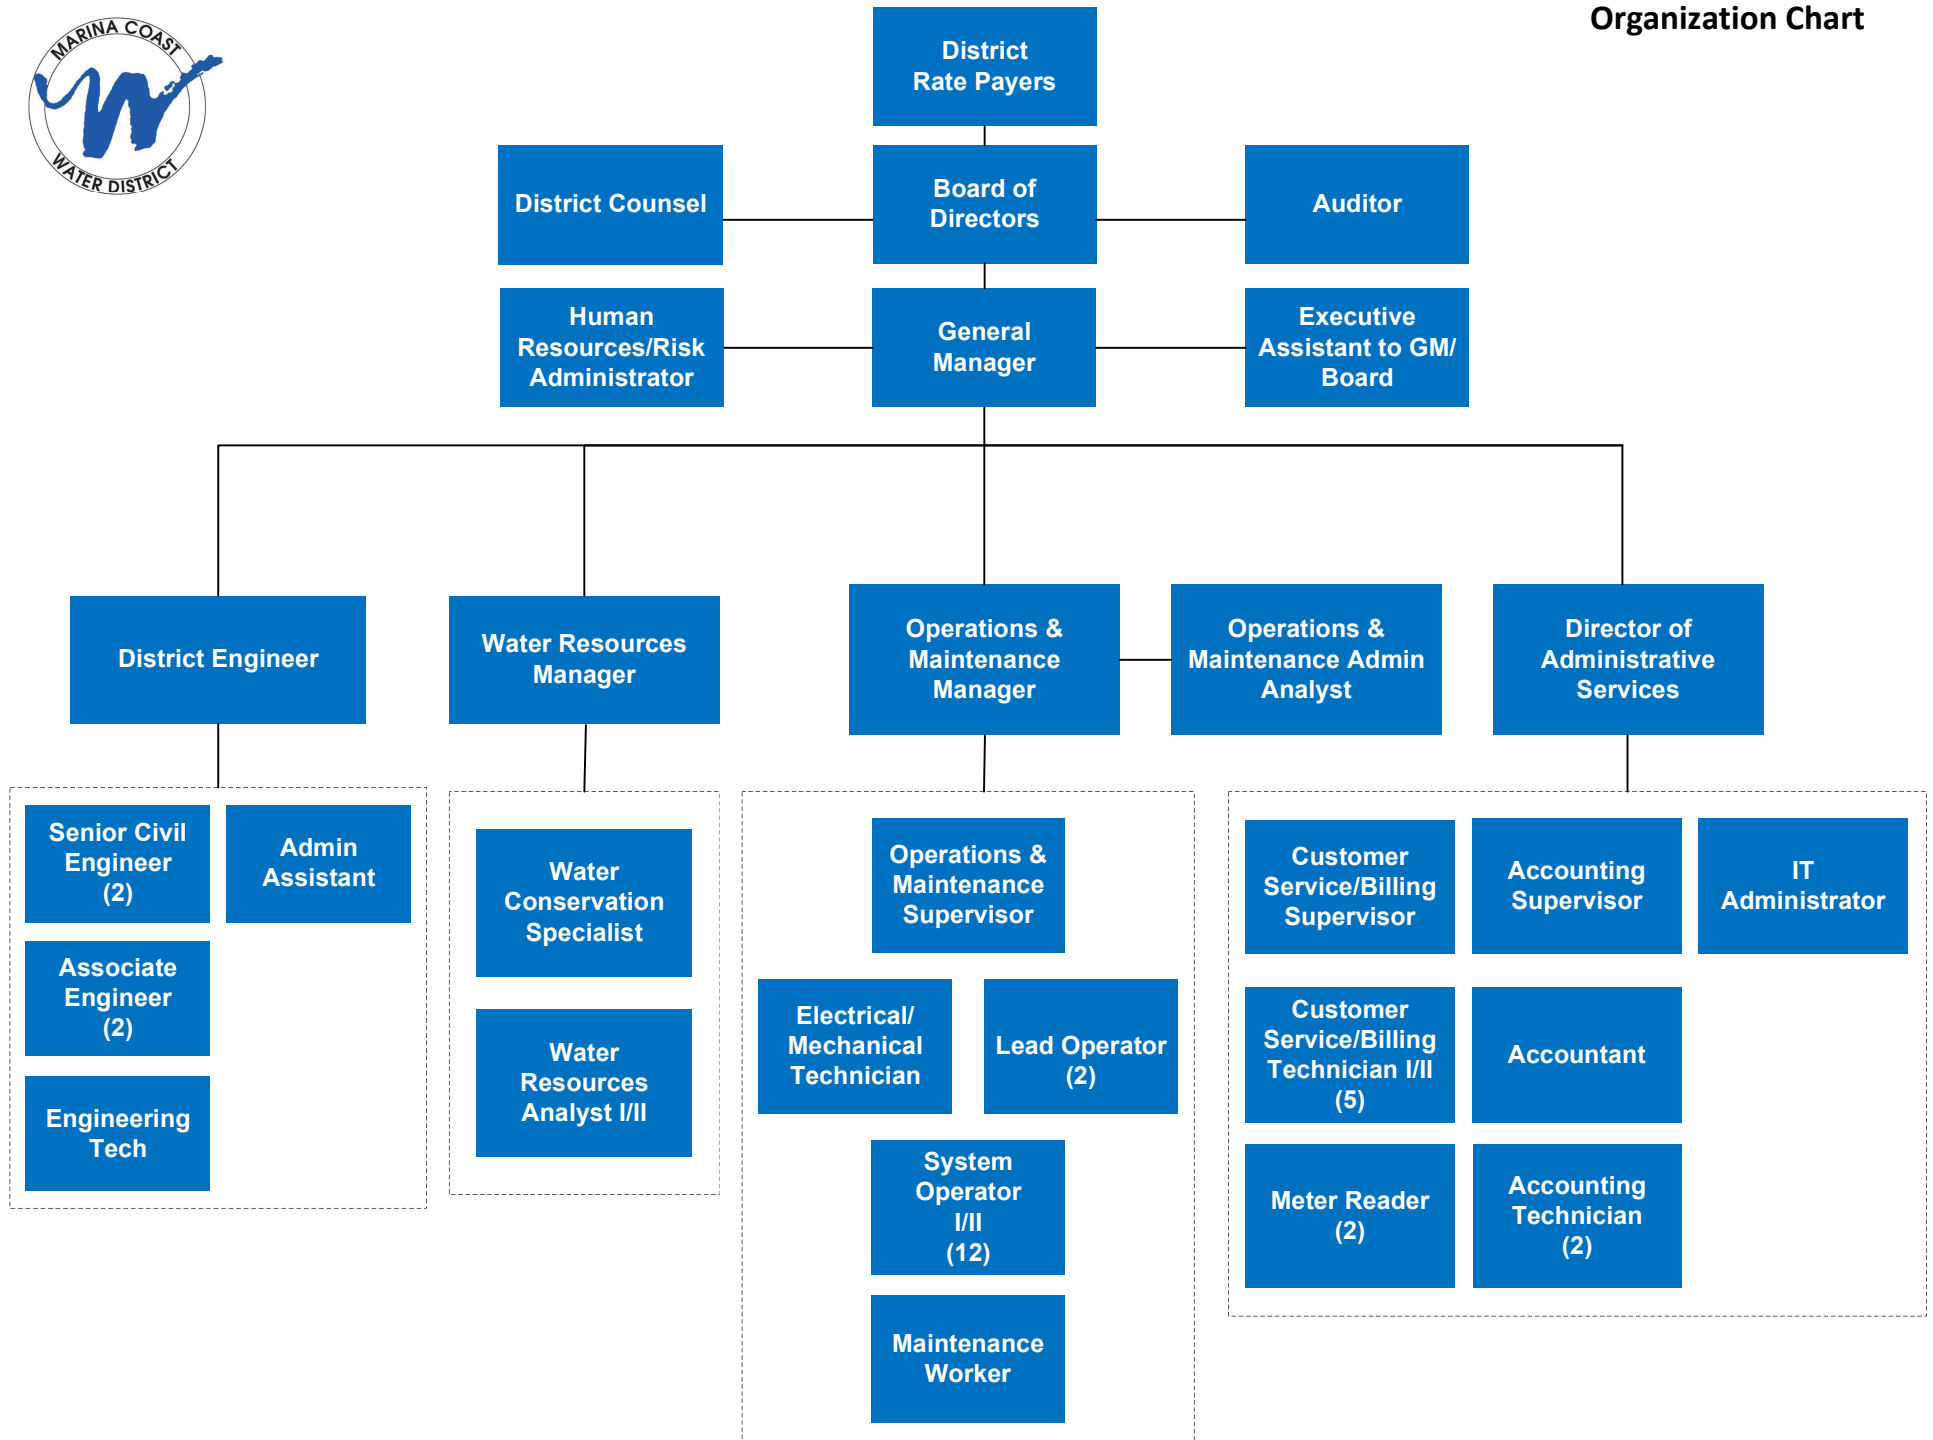 MARINA COAST
WATER DISTRICT
Organization Chart
District
Rate Payers
District Counsel
Board of
Directors
Auditor
Human
Resources/Risk
Administrator
General
Manager
Executive
Assistant to GM/
Board
District Engineer
Water Resources
Manager
Operations &
Maintenance
Manager
Operations &
Maintenance Admin
Analyst
Director of
Administrative
Services
Senior Civil
Engineer
(2)
Admin
Assistant
Associate
Engineer
(2)
Engineering
Tech
Water
Conservation
Specialist
Water
Resources
Analyst I/II
Operations &
Maintenance
Supervisor
Electrical/
Mechanical
Technician
Lead Operator
(2)
System
Operator
I/II
(12)
Maintenance
Worker
Customer
Service/Billing
Supervisor
Accounting
Supervisor
IT
Administrator
Customer
Service/Billing
Technician I/II
(5)
Accountant
Meter Reader
(2)
Accounting
Technician
(2)